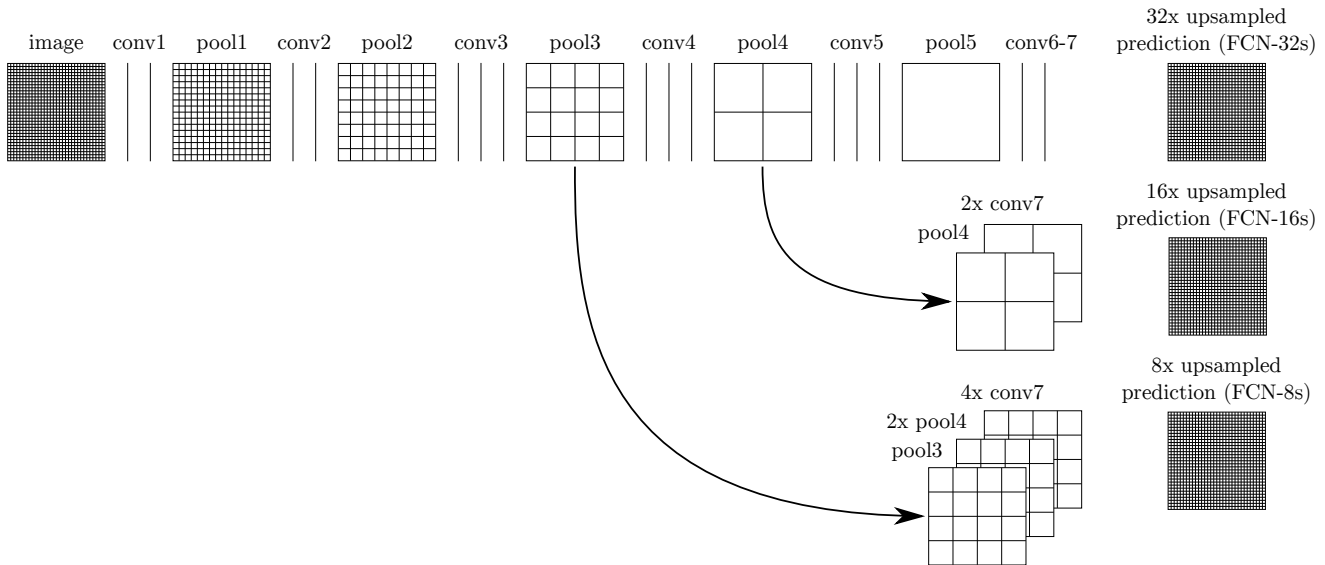 image conv1 pool1 conv2 pool2 conv3 pool3 conv4 pool4 conv5 pool5 conv6-7
32x upsampled
prediction (FCN-32s)
2x conv7
pool4
16x upsampled
prediction (FCN-16s)
4x conv7
2x pool4
pool3
8x upsampled
prediction (FCN-8s)